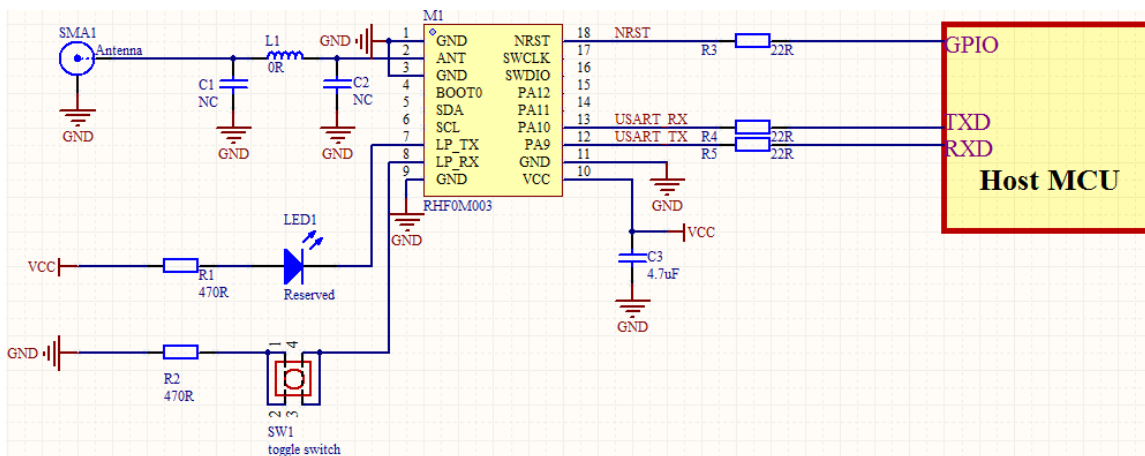 SMA1
Antenna
L1
0R
C1
NC
C2
NC
GND
GND
GND
GND
M1
1 GND NRST 18
2 ANT SWCLK 17
3 GND SWDIO 16
4 BOOT0 PA12 15
5 SDA PA11 14
6 SCL PA10 13
7 LP_TX PA9 12
8 LP_RX GND 11
9 GND VCC 10
RHF0M003
GND
GND
NRST
R3 22R
USART_RX
R4 22R
USART_TX
R5 22R
GPIO
TXD
RXD
Host MCU
VCC
C3
4.7uF
GND
LED1
VCC
R1
470R
Reserved
GND
R2
470R
1 4
2 3
SW1
toggle switch